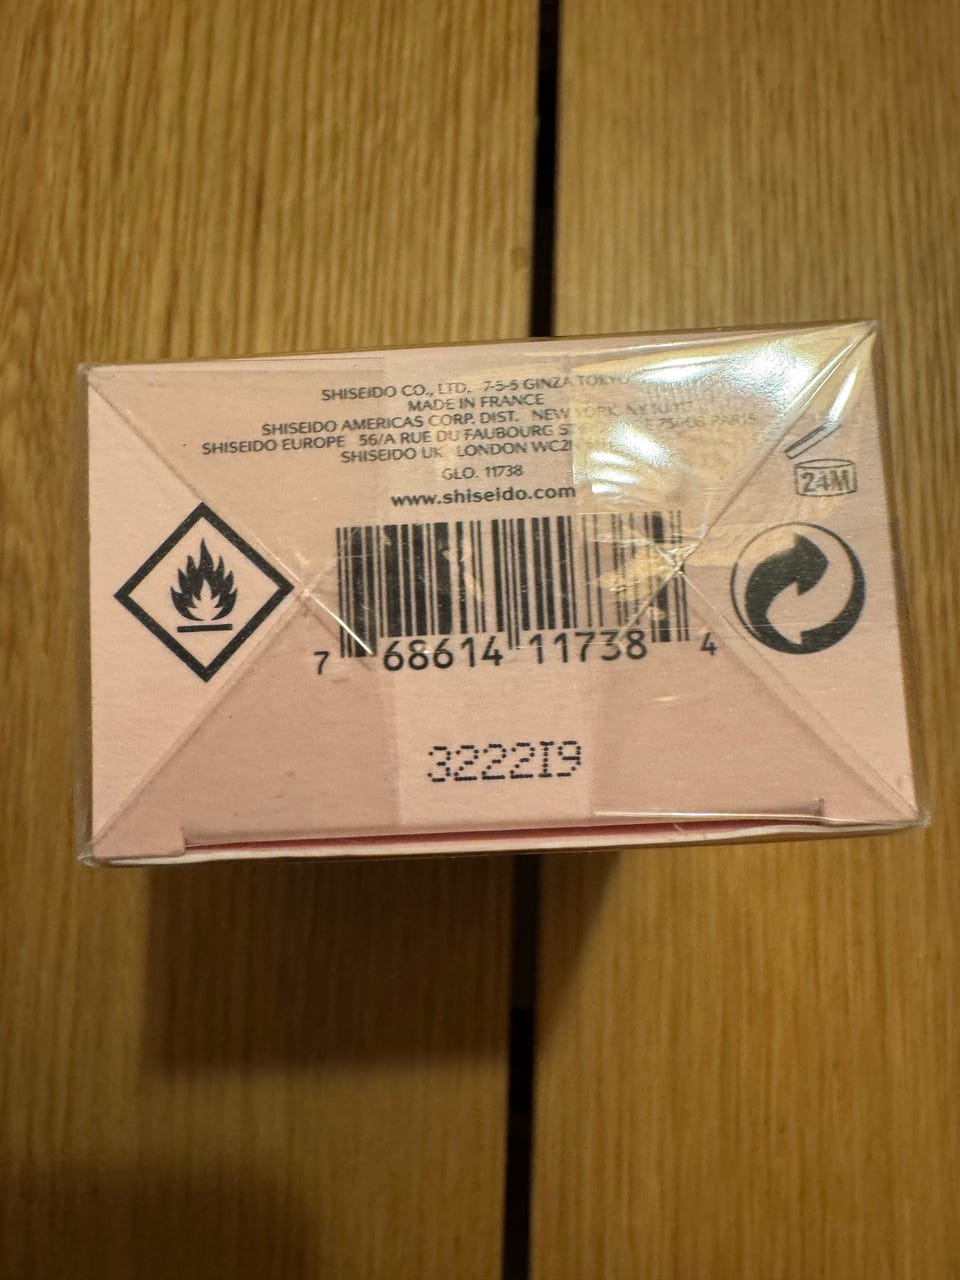 SHISEIDO CO., LTD. 7-5-5 GINZA TOKYO
MADE IN FRANCE
SHISEIDO AMERICAS CORP. DIST. NEW YORK, NY
SHISEIDO EUROPE 56/A RUE DU FAUBOURG PARIS
SHISEIDO UK LONDON
GLO. 11738
www.shiseido.com
24M
7 68614 11738 4
3222I9